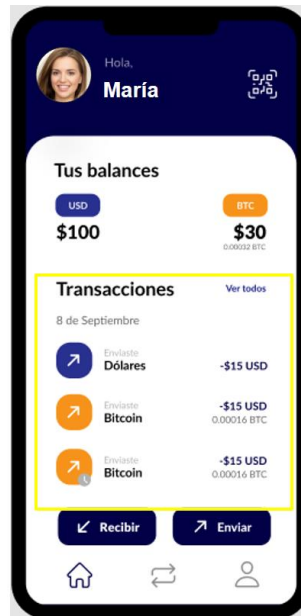 Hola,
María
Tus balances
USD
BTC
$100
$30
0.00032 BTC
Transacciones
Ver todos
8 de Septiembre
Enviaste
Dólares
-$15 USD
Enviaste
Bitcoin
-$15 USD
0.00016 BTC
Enviaste
Bitcoin
-$15 USD
0.00016 BTC
Recibir
Enviar